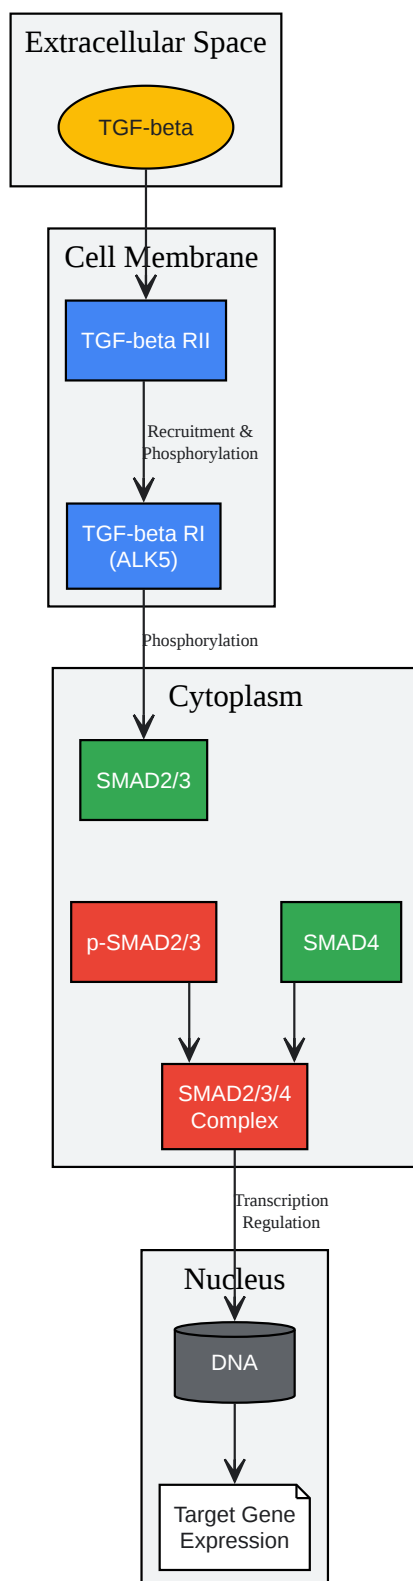 Extracellular Space
TGF-beta
Cell Membrane
TGF-beta RII
Recruitment &
Phosphorylation
TGF-beta RI
(ALK5)
Phosphorylation
Cytoplasm
SMAD2/3
p-SMAD2/3
SMAD4
SMAD2/3/4
Complex
Transcription
Regulation
Nucleus
DNA
Target Gene
Expression